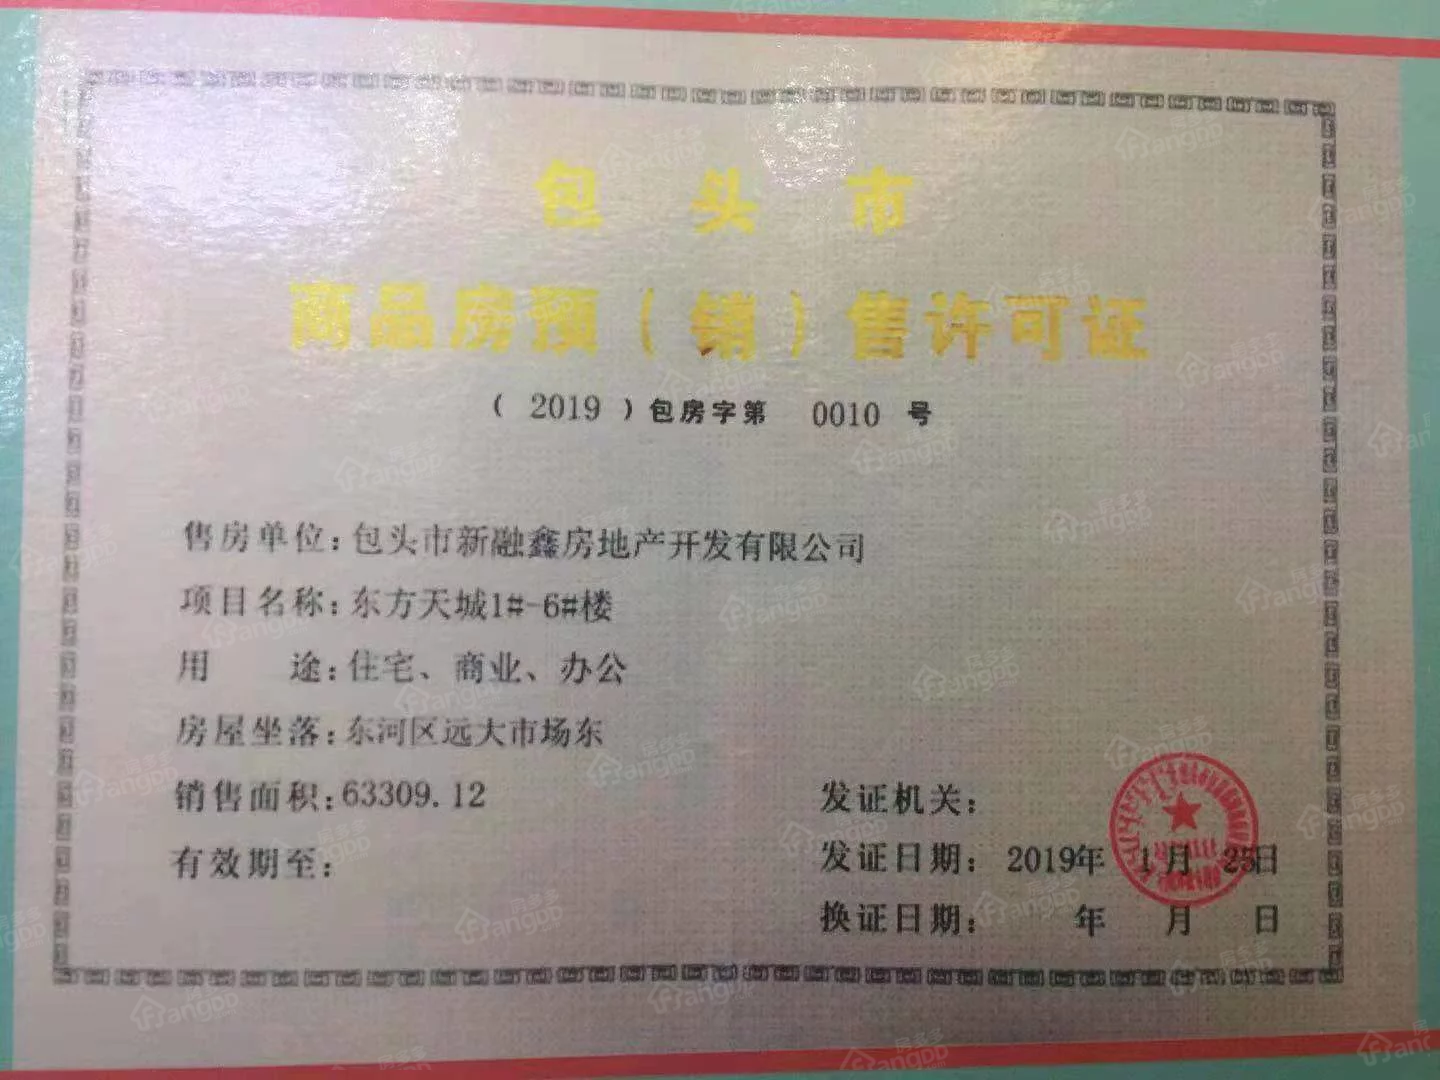 包头市
商品房预（销）售许可证
（2019）包房字第 0010 号
售房单位：包头市新融鑫房地产开发有限公司
项目名称：东方天城1#-6#楼
用 途：住宅、商业、办公
房屋坐落：东河区远大市场东
销售面积：63309.12
有效期至：
发证机关：
发证日期： 2019年 1月 25日
换证日期： 年 月 日
房多多
Fangdd